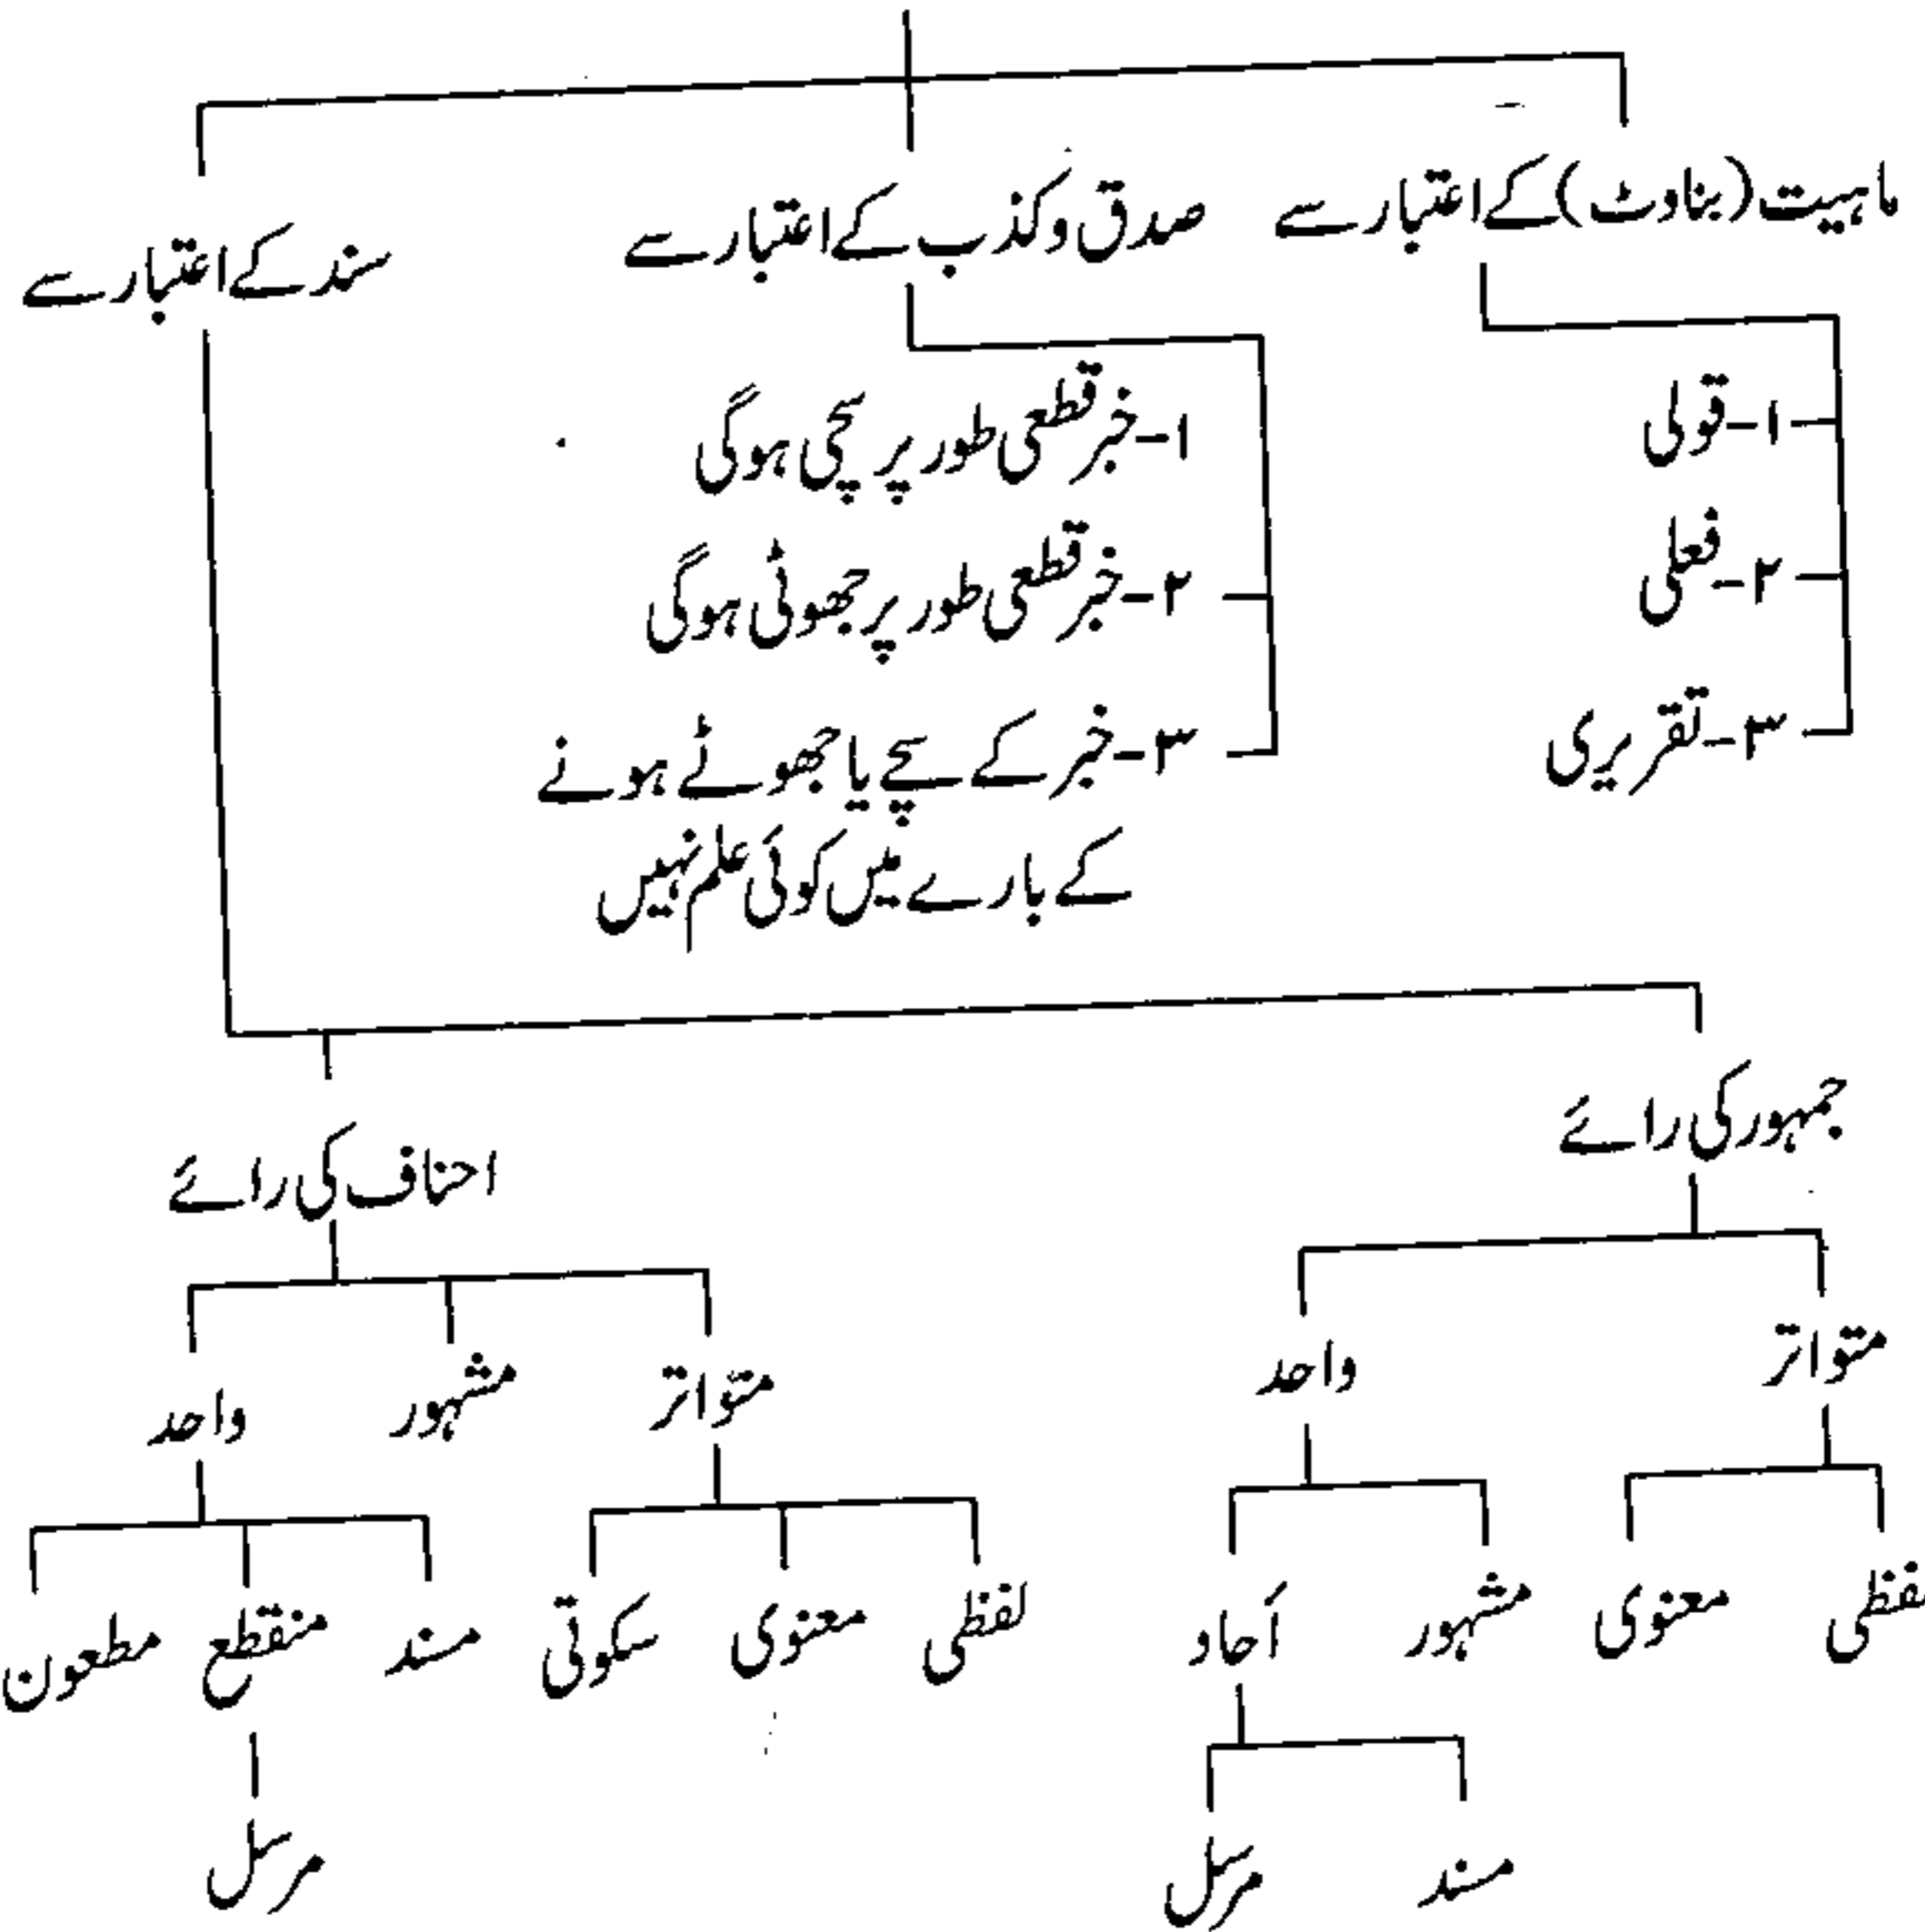 ماہیت (بناوٹ) کے اعتبار سے
صدق و کذب کے اعتبار سے
سند کے اعتبار سے
۱- قولی
۲- فعلی
۳- تقریری
۱- خبر قطعی طور پر سچی ہوگی
۲- خبر قطعی طور پر جھوٹی ہوگی
۳- خبر کے سچے یا جھوٹے ہونے
کے بارے میں کوئی علم نہیں
جمہور کی رائے
احناف کی رائے
متواتر
واحد
متواتر
مشہور
واحد
لفظی
معنوی
مشہور
آحاد
لفظی
معنوی
سکوتی
مسند
منقطع
مطعون
مسند
مرسل
مرسل